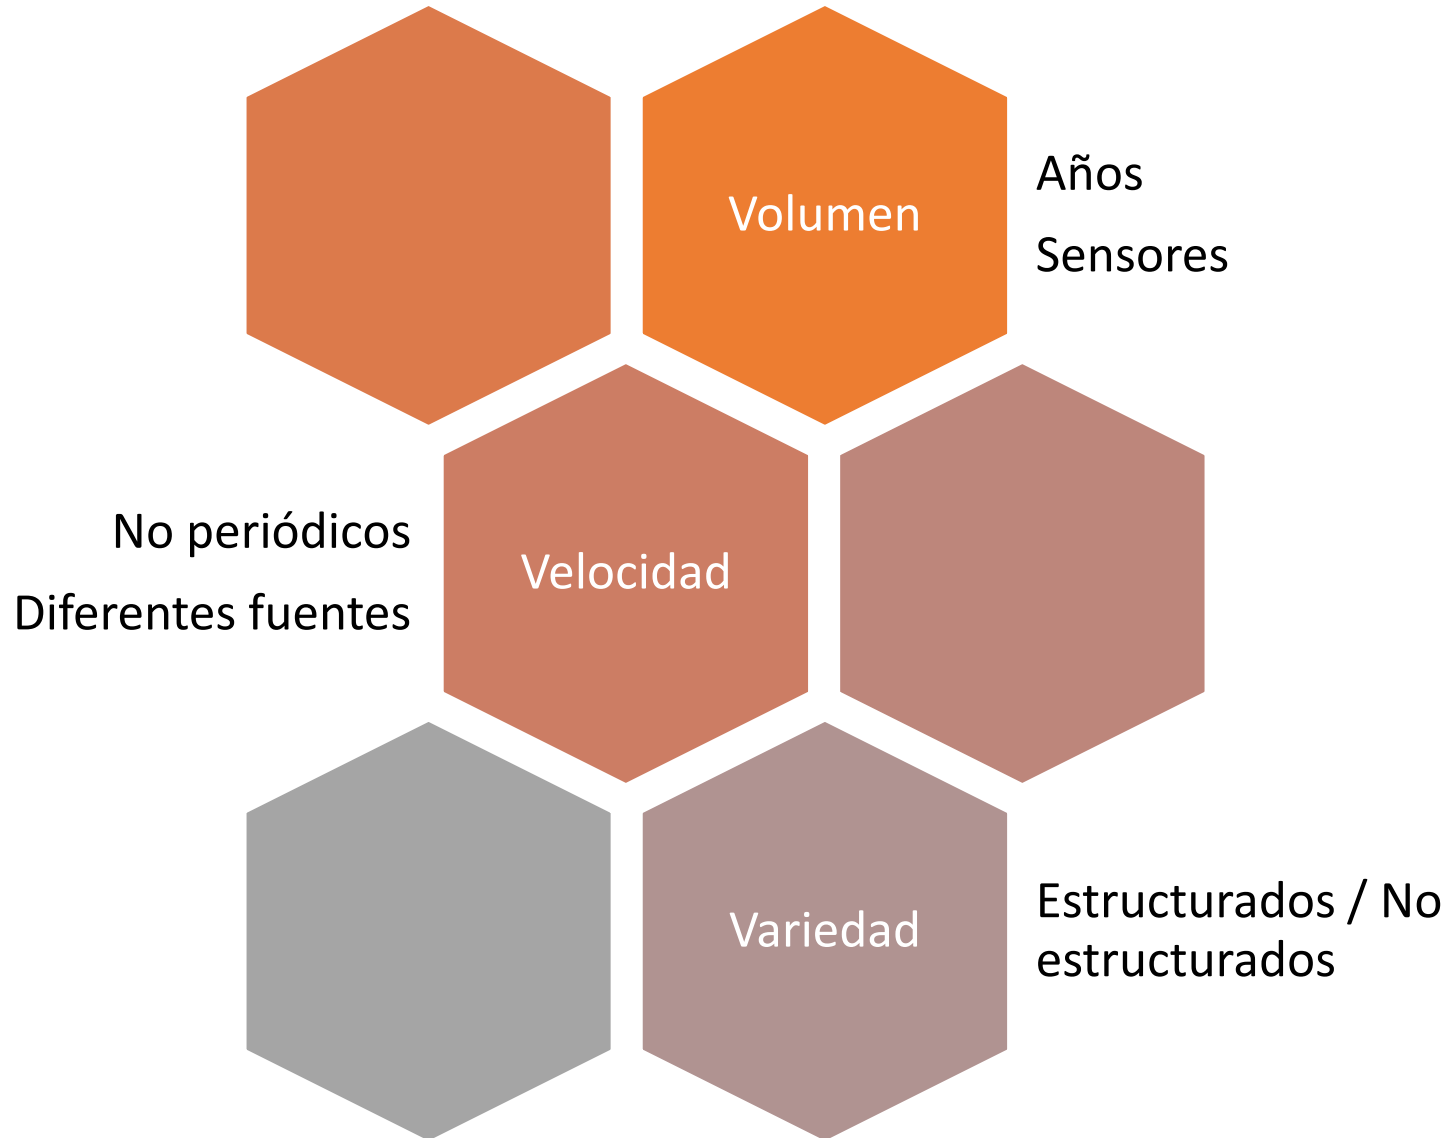 Volumen
Años
Sensores
No periódicos
Diferentes fuentes
Velocidad
Variedad
Estructurados / No
estructurados